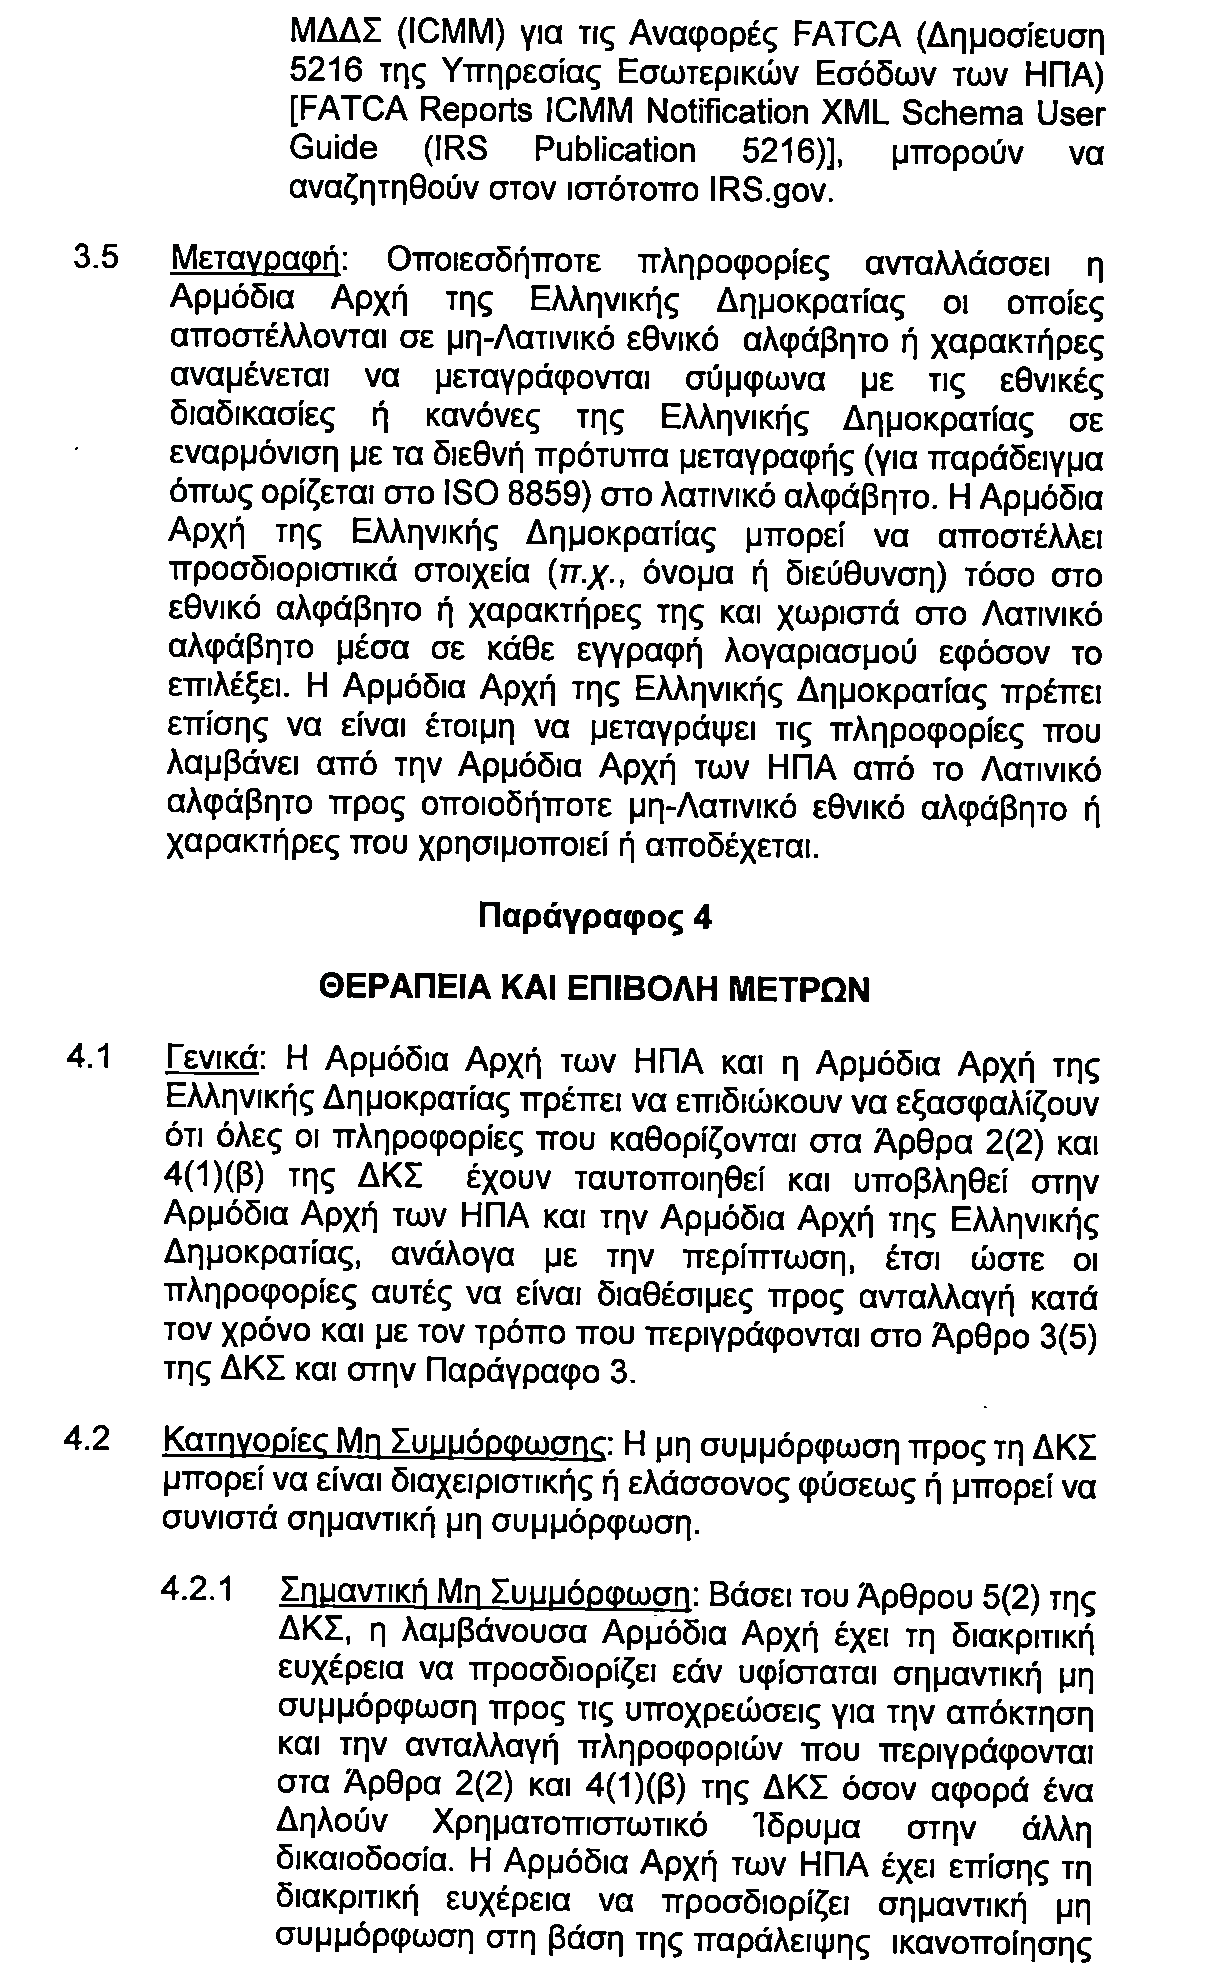 ΜΔΔΣ (ICMM) για τις Αναφορές FATCA (Δημοσίευση
5216 της Υπηρεσίας Εσωτερικών Εσόδων των ΗΠΑ)
[FATCA Reports ICMM Notification XML Schema User
Guide (IRS Publication 5216)], μπορούν να
αναζητηθούν στον ιστότοπο IRS.gov.
3.5 Μεταγραφή: Οποιεσδήποτε πληροφορίες ανταλλάσσει η
Αρμόδια Αρχή της Ελληνικής Δημοκρατίας οι οποίες
αποστέλλονται σε μη-Λατινικό εθνικό αλφάβητο ή χαρακτήρες
αναμένεται να μεταγράφονται σύμφωνα με τις εθνικές
διαδικασίες ή κανόνες της Ελληνικής Δημοκρατίας σε
εναρμόνιση με τα διεθνή πρότυπα μεταγραφής (για παράδειγμα
όπως ορίζεται στο ISO 8859) στο λατινικό αλφάβητο. Η Αρμόδια
Αρχή της Ελληνικής Δημοκρατίας μπορεί να αποστέλλει
προσδιοριστικά στοιχεία (π.χ., όνομα ή διεύθυνση) τόσο στο
εθνικό αλφάβητο ή χαρακτήρες της και χωριστά στο Λατινικό
αλφάβητο μέσα σε κάθε εγγραφή λογαριασμού εφόσον το
επιλέξει. Η Αρμόδια Αρχή της Ελληνικής Δημοκρατίας πρέπει
επίσης να είναι έτοιμη να μεταγράψει τις πληροφορίες που
λαμβάνει από την Αρμόδια Αρχή των ΗΠΑ από το Λατινικό
αλφάβητο προς οποιοδήποτε μη-Λατινικό εθνικό αλφάβητο ή
χαρακτήρες που χρησιμοποιεί ή αποδέχεται.
Παράγραφος 4
ΘΕΡΑΠΕΙΑ ΚΑΙ ΕΠΙΒΟΛΗ ΜΕΤΡΩΝ
4.1 Γενικά: Η Αρμόδια Αρχή των ΗΠΑ και η Αρμόδια Αρχή της
Ελληνικής Δημοκρατίας πρέπει να επιδιώκουν να εξασφαλίζουν
ότι όλες οι πληροφορίες που καθορίζονται στα Άρθρα 2(2) και
4(1)(β) της ΔΚΣ έχουν ταυτοποιηθεί και υποβληθεί στην
Αρμόδια Αρχή των ΗΠΑ και την Αρμόδια Αρχή της Ελληνικής
Δημοκρατίας, ανάλογα με την περίπτωση, έτσι ώστε οι
πληροφορίες αυτές να είναι διαθέσιμες προς ανταλλαγή κατά
τον χρόνο και με τον τρόπο που περιγράφονται στο Άρθρο 3(5)
της ΔΚΣ και στην Παράγραφο 3.
4.2 Κατηγορίες Μη Συμμόρφωσης: Η μη συμμόρφωση προς τη ΔΚΣ
μπορεί να είναι διαχειριστικής ή ελάσσονος φύσεως ή μπορεί να
συνιστά σημαντική μη συμμόρφωση.
4.2.1 Σημαντική Μη Συμμόρφωση: Βάσει του Άρθρου 5(2) της
ΔΚΣ, η λαμβάνουσα Αρμόδια Αρχή έχει τη διακριτική
ευχέρεια να προσδιορίζει εάν υφίσταται σημαντική μη
συμμόρφωση προς τις υποχρεώσεις για την απόκτηση
και την ανταλλαγή πληροφοριών που περιγράφονται
στα Άρθρα 2(2) και 4(1)(β) της ΔΚΣ όσον αφορά ένα
Δηλούν Χρηματοπιστωτικό Ίδρυμα στην άλλη
δικαιοδοσία. Η Αρμόδια Αρχή των ΗΠΑ έχει επίσης τη
διακριτική ευχέρεια να προσδιορίζει σημαντική μη
συμμόρφωση στη βάση της παράλειψης ικανοποίησης